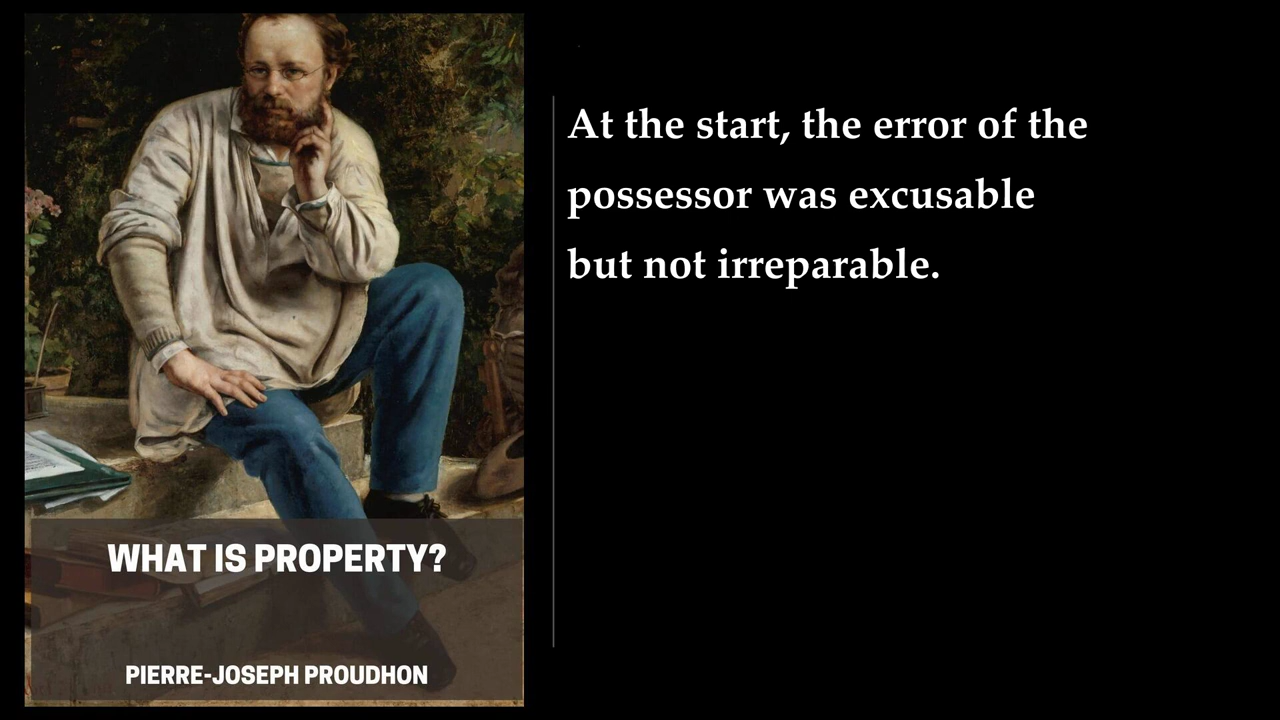 WHAT IS PROPERTY?
PIERRE-JOSEPH PROUDHON
At the start, the error of the
possessor was excusable
but not irreparable.